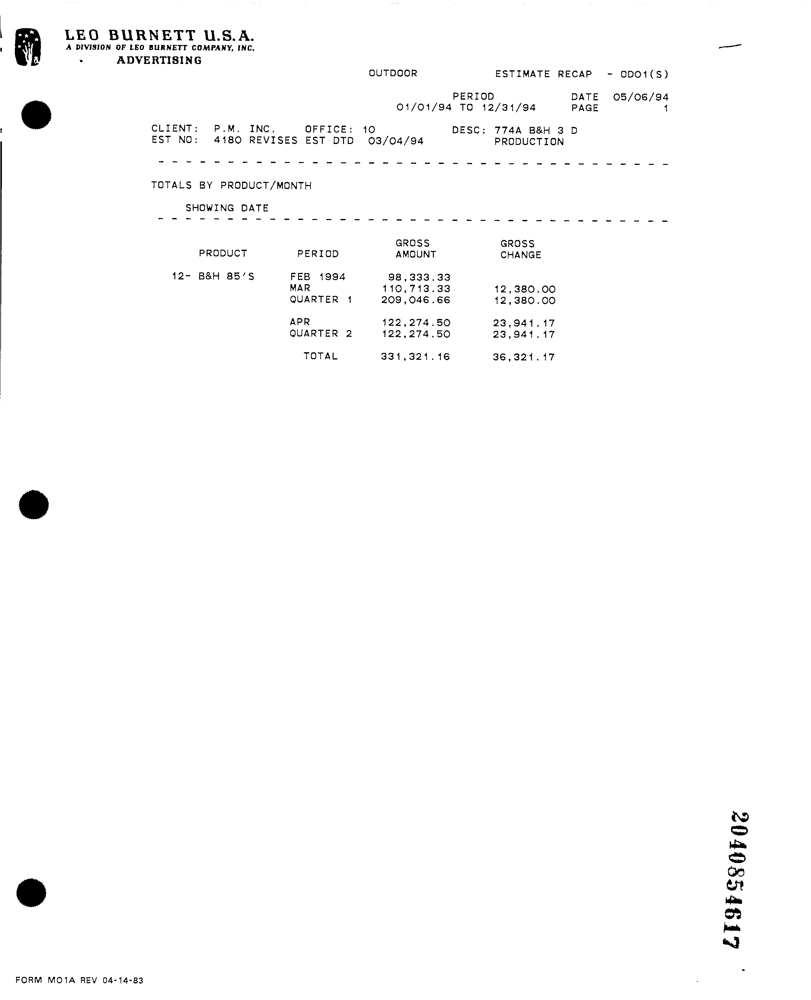 LEO BURNETT U.S.A.
A DIVISION OF LEO BURNETT COMPANY, INC.
ADVERTISING
OUTDOOR ESTIMATE RECAP - OD01(S)
PERIOD DATE 05/06/94
01/01/94 TO 12/31/94 PAGE 1
CLIENT: P.M. INC. OFFICE: 10 DESC: 774A B&H 3 D
EST NO: 4180 REVISES EST DTD 03/04/94 PRODUCTION
TOTALS BY PRODUCT/MONTH
SHOWING DATE
GROSS GROSS
PRODUCT PERIOD AMOUNT CHANGE
12- B&H 85'S FEB 1994 98,333.33
MAR 110,713.33 12,380.00
QUARTER 1 209,046.66 12,380.00
APR 122,274.50 23,941.17
QUARTER 2 122,274.50 23,941.17
TOTAL 331,321.16 36,321.17
2040854617
FORM MO1A REV 04-14-83